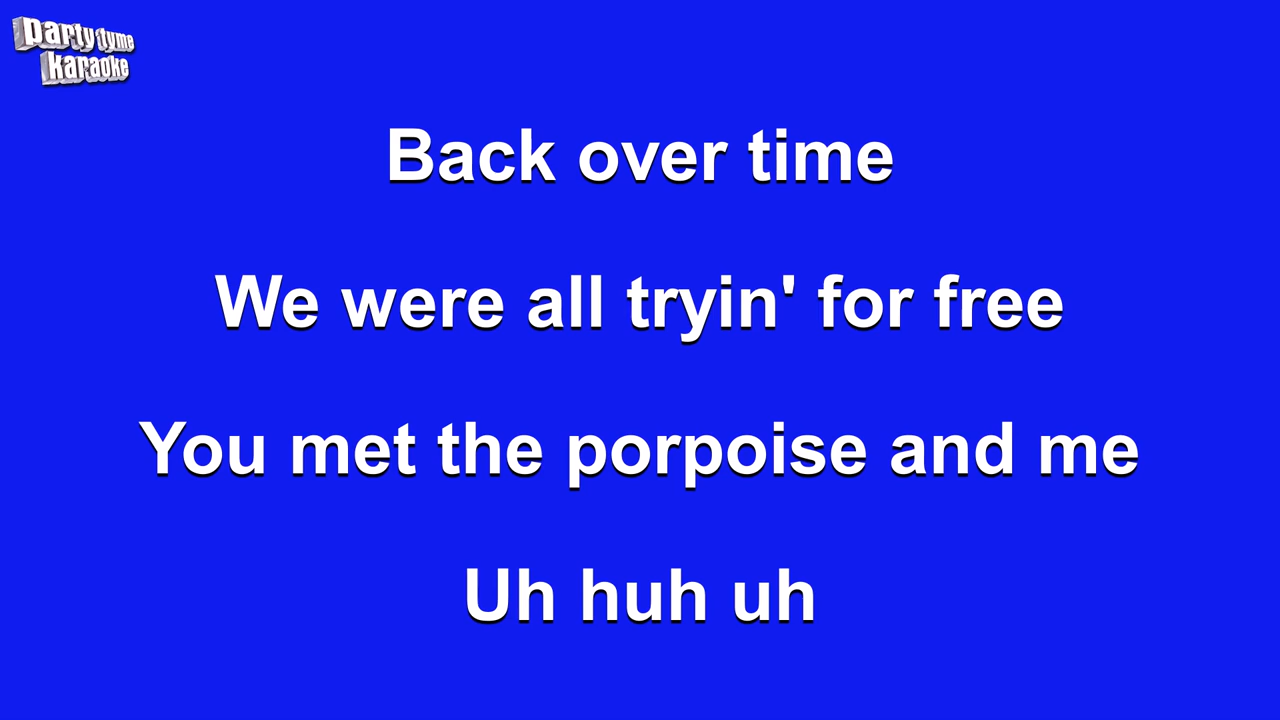 party tyme
karaoke
Back over time
We were all tryin' for free
You met the porpoise and me
Uh huh uh